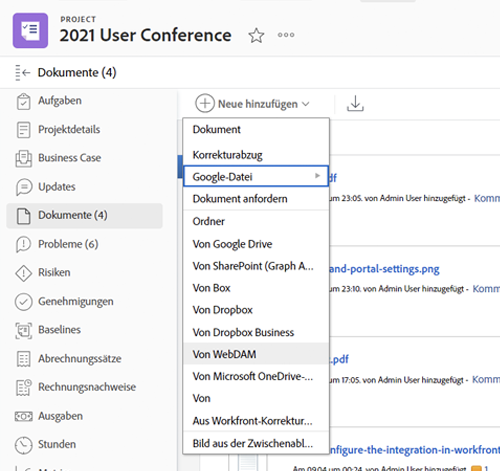 PROJECT
2021 User Conference
Dokumente (4)
Aufgaben
Projektdetails
Business Case
Updates
Dokumente (4)
Probleme (6)
Risiken
Genehmigungen
Baselines
Abrechnungssätze
Rechnungsnachweise
Ausgaben
Stunden
Neue hinzufügen
Dokument
Korrekturabzug
Google-Datei
Dokument anfordern
Ordner
Von Google Drive
Von SharePoint (Graph A...
Von Box
Von Dropbox
Von Dropbox Business
Von WebDAM
Von Microsoft OneDrive-...
Von
Aus Workfront-Korrektur...
Bild aus der Zwischenabl...
df
um 23:05. von Admin User hinzugefügt - Komm
and-portal-settings.png
um 23:10. von Admin User hinzugefügt - Komm
.pdf
um 17:05. von Admin User hinzugefügt - Komm
nfigure-the-integration-in-workfront
Am 09.04 um 00:24. von Admin User hinzugefügt - 1